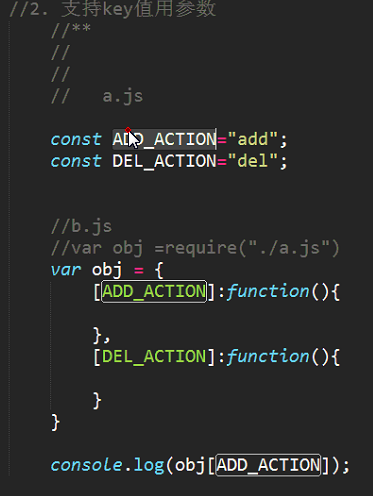 //2. 支持key值用参数
//**
//
//
//   a.js
const ADD_ACTION="add";
const DEL_ACTION="del";
//b.js
//var obj =require("./a.js")
var obj = {
[ADD_ACTION]:function(){
},
[DEL_ACTION]:function(){
}
}
console.log(obj[ADD_ACTION]);